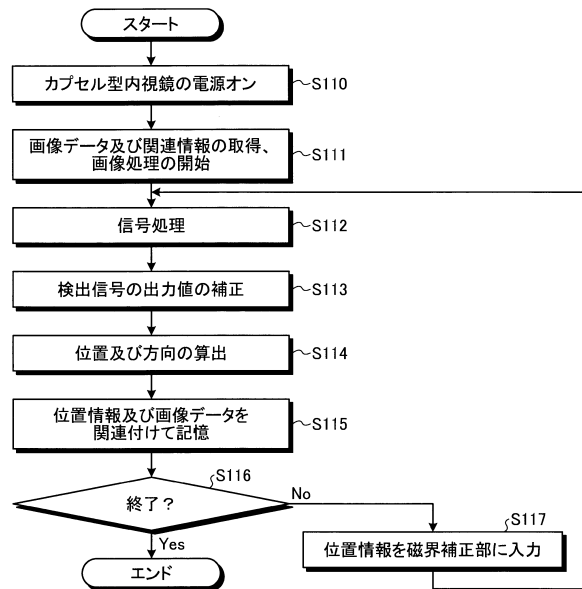 スタート
カプセル型内視鏡の電源オン
S110
画像データ及び関連情報の取得、
画像処理の開始
S111
信号処理
S112
検出信号の出力値の補正
S113
位置及び方向の算出
S114
位置情報及び画像データを
関連付けて記憶
S115
S116
終了？
No
Yes
S117
位置情報を磁界補正部に入力
エンド